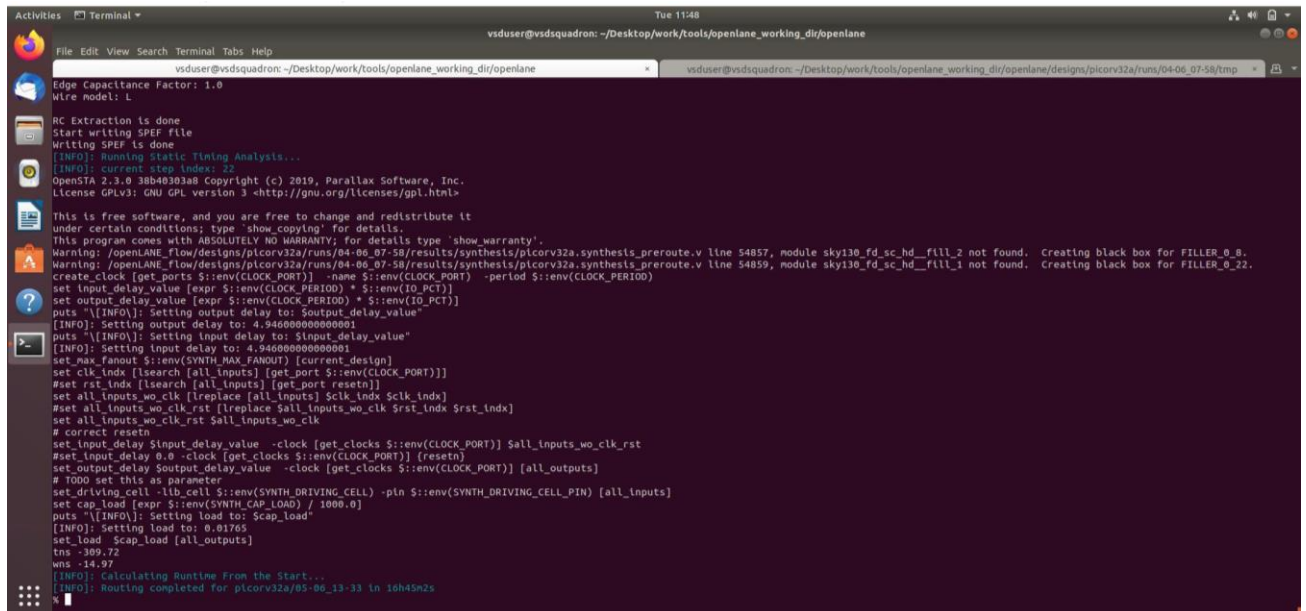 Activities Terminal Tue 11:48
vsduser@vsdsquadron: ~/Desktop/work/tools/openlane_working_dir/openlane
File Edit View Search Terminal Tabs Help
vsduser@vsdsquadron: ~/Desktop/work/tools/openlane_working_dir/openlane × vsduser@vsdsquadron: ~/Desktop/work/tools/openlane_working_dir/openlane/designs/picorv32a/runs/04-06_07-58/tmp ×
Edge Capacitance Factor: 1.0
Wire model: L
RC Extraction is done
Start writing SPEF file
Writing SPEF is done
[INFO]: Running Static Timing Analysis...
[INFO]: current step index: 22
OpenSTA 2.3.0 38b40303a8 Copyright (c) 2019, Parallax Software, Inc.
License GPLv3: GNU GPL version 3 <http://gnu.org/licenses/gpl.html>
This is free software, and you are free to change and redistribute it
under certain conditions; type `show_copying' for details.
This program comes with ABSOLUTELY NO WARRANTY; for details type `show_warranty'.
Warning: /openLANE_flow/designs/picorv32a/runs/04-06_07-58/results/synthesis/picorv32a.synthesis_preroute.v line 54857, module sky130_fd_sc_hd__fill_2 not found.  Creating black box for FILLER_0_8.
Warning: /openLANE_flow/designs/picorv32a/runs/04-06_07-58/results/synthesis/picorv32a.synthesis_preroute.v line 54859, module sky130_fd_sc_hd__fill_1 not found.  Creating black box for FILLER_0_22.
create_clock [get_ports $::env(CLOCK_PORT)]  -name $::env(CLOCK_PORT)  -period $::env(CLOCK_PERIOD)
set input_delay_value [expr $::env(CLOCK_PERIOD) * $::env(IO_PCT)]
set output_delay_value [expr $::env(CLOCK_PERIOD) * $::env(IO_PCT)]
puts "\[INFO\]: Setting output delay to: $output_delay_value"
[INFO]: Setting output delay to: 4.946000000000001
puts "\[INFO\]: Setting input delay to: $input_delay_value"
[INFO]: Setting input delay to: 4.946000000000001
set_max_fanout $::env(SYNTH_MAX_FANOUT) [current_design]
set clk_indx [lsearch [all_inputs] [get_port $::env(CLOCK_PORT)]]
#set rst_indx [lsearch [all_inputs] [get_port resetn]]
set all_inputs_wo_clk [lreplace [all_inputs] $clk_indx $clk_indx]
#set all_inputs_wo_clk_rst [lreplace $all_inputs_wo_clk $rst_indx $rst_indx]
set all_inputs_wo_clk_rst $all_inputs_wo_clk
# correct resetn
set_input_delay $input_delay_value  -clock [get_clocks $::env(CLOCK_PORT)] $all_inputs_wo_clk_rst
#set_input_delay 0.0 -clock [get_clocks $::env(CLOCK_PORT)] {resetn}
set_output_delay $output_delay_value  -clock [get_clocks $::env(CLOCK_PORT)] [all_outputs]
# TODO set this as parameter
set_driving_cell -lib_cell $::env(SYNTH_DRIVING_CELL) -pin $::env(SYNTH_DRIVING_CELL_PIN) [all_inputs]
set cap_load [expr $::env(SYNTH_CAP_LOAD) / 1000.0]
puts "\[INFO\]: Setting load to: $cap_load"
[INFO]: Setting load to: 0.01765
set_load  $cap_load [all_outputs]
tns -309.72
wns -14.97
[INFO]: Calculating Runtime From the Start...
[INFO]: Routing completed for picorv32a/05-06_13-33 in 16h45m2s
%